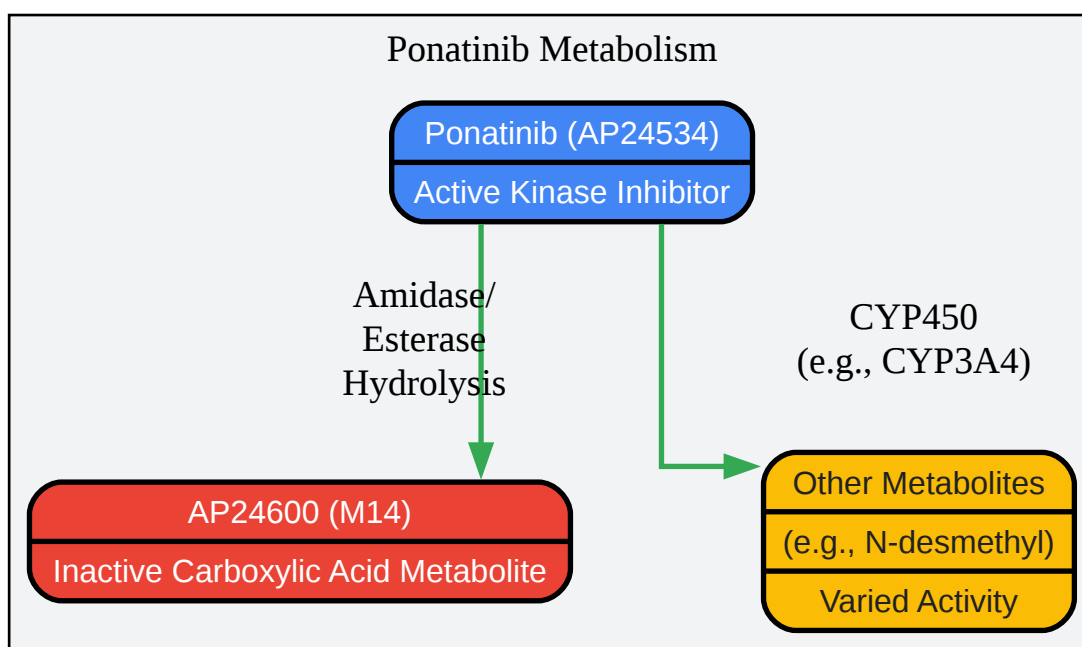 Ponatinib Metabolism
Ponatinib (AP24534)
Active Kinase Inhibitor
Amidase/
Esterase
Hydrolysis
CYP450
(e.g., CYP3A4)
AP24600 (M14)
Inactive Carboxylic Acid Metabolite
Other Metabolites
(e.g., N-desmethyl)
Varied Activity